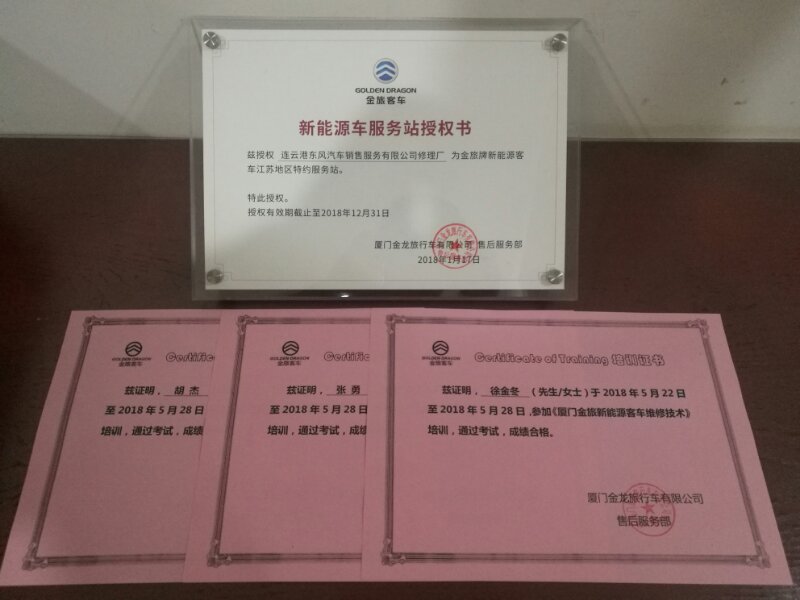 GOLDEN DRAGON
金旅客车
新能源车服务站授权书
兹授权 连云港东风汽车销售服务有限公司修理厂 为金旅牌新能源客
车江苏地区特约服务站。
特此授权。
授权有效期截止至2018年12月31日
厦门金龙旅行车有限公司 售后服务部
2018年1月17日
GOLDEN DRAGON
金旅客车
Certific
兹证明, 胡杰
至 2018 年 5 月 28
培训,通过考试,成绩
GOLDEN DRAGON
金旅客车
Certific
兹证明, 张勇
至 2018 年 5 月 28
培训,通过考试,成绩
GOLDEN DRAGON
金旅客车
Certificate of Training 培训证书
兹证明, 徐金冬 (先生/女士)于 2018 年 5 月 22 日
至 2018 年 5 月 28 日,参加《厦门金旅新能源客车维修技术》
培训,通过考试,成绩合格。
厦门金龙旅行车有限公司
售后服务部